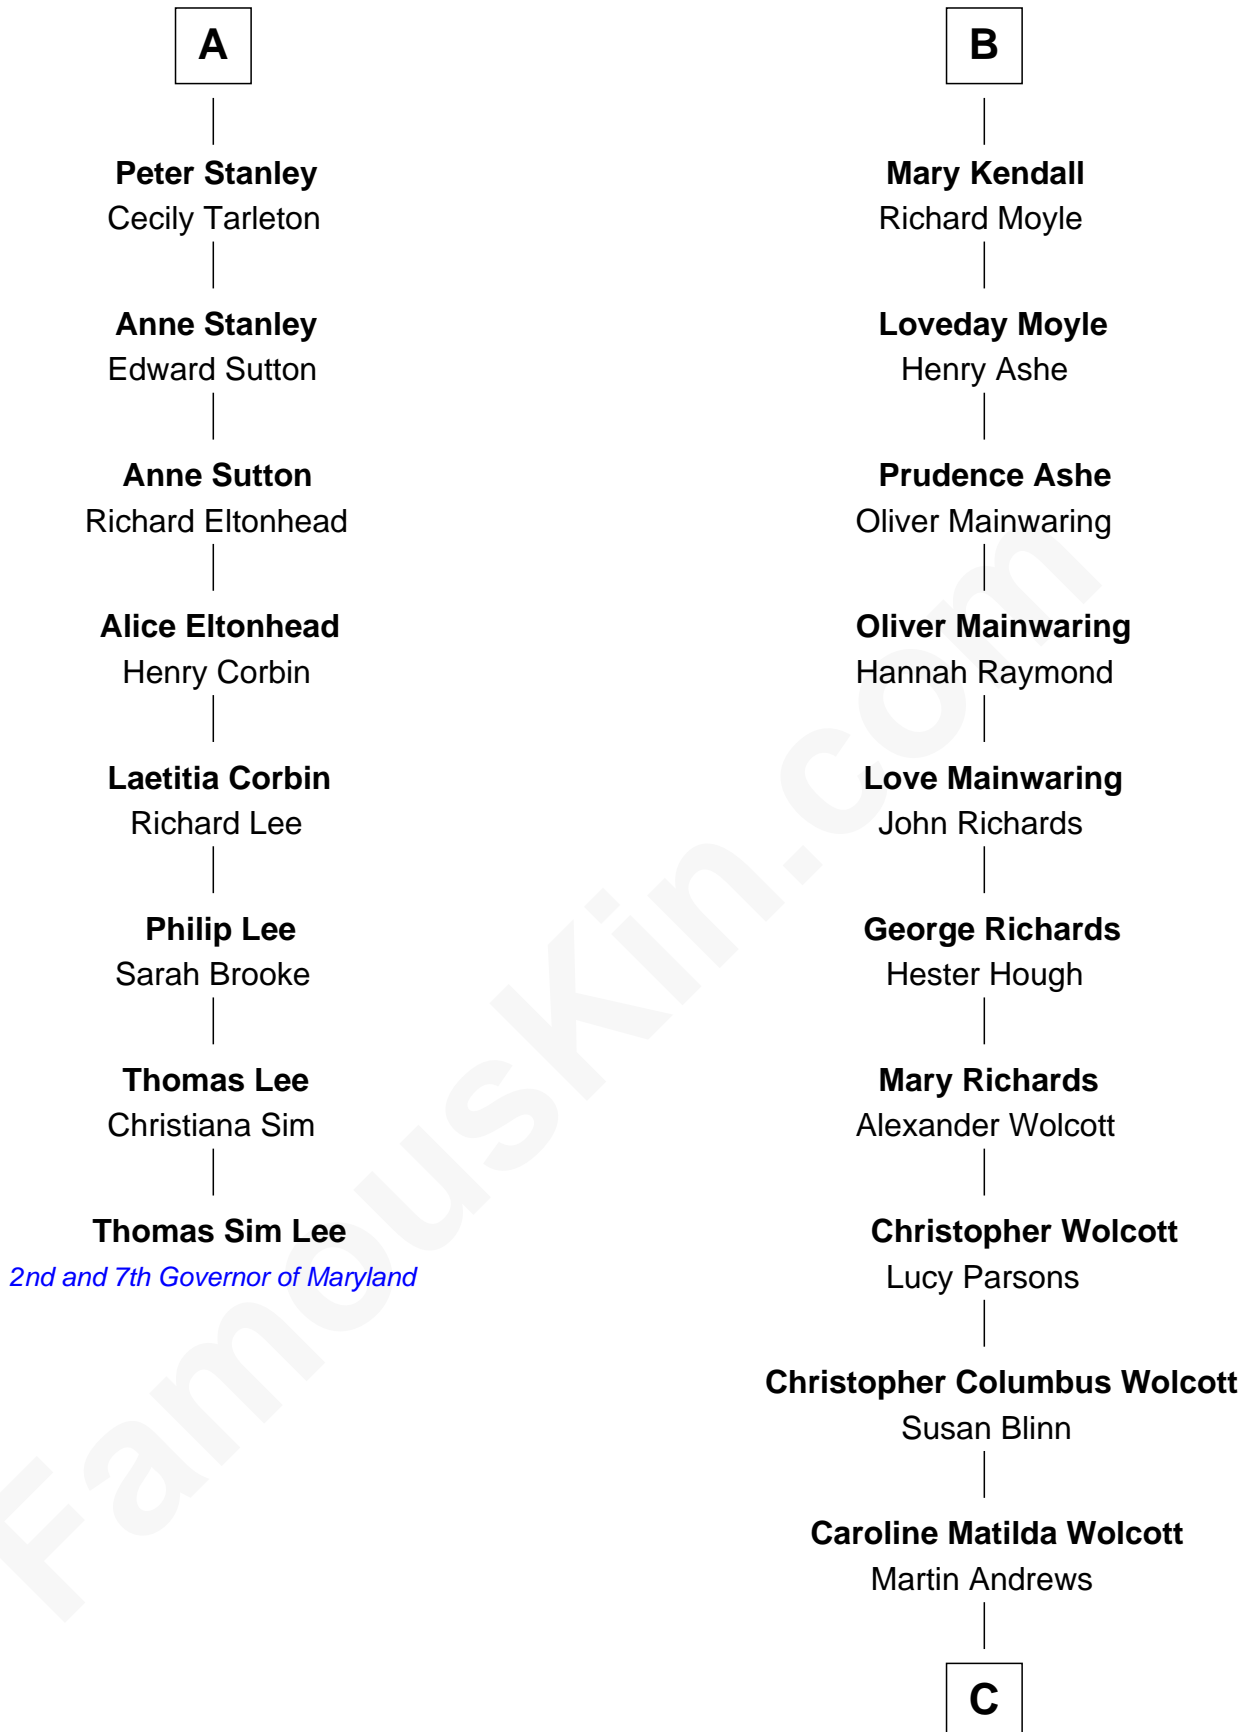 A
Peter Stanley
Cecily Tarleton
Anne Stanley
Edward Sutton
Anne Sutton
Richard Eltonhead
Alice Eltonhead
Henry Corbin
Laetitia Corbin
Richard Lee
Philip Lee
Sarah Brooke
Thomas Lee
Christiana Sim
Thomas Sim Lee
2nd and 7th Governor of Maryland
B
Mary Kendall
Richard Moyle
Loveday Moyle
Henry Ashe
Prudence Ashe
Oliver Mainwaring
Oliver Mainwaring
Hannah Raymond
Love Mainwaring
John Richards
George Richards
Hester Hough
Mary Richards
Alexander Wolcott
Christopher Wolcott
Lucy Parsons
Christopher Columbus Wolcott
Susan Blinn
Caroline Matilda Wolcott
Martin Andrews
C
FamousKin.com